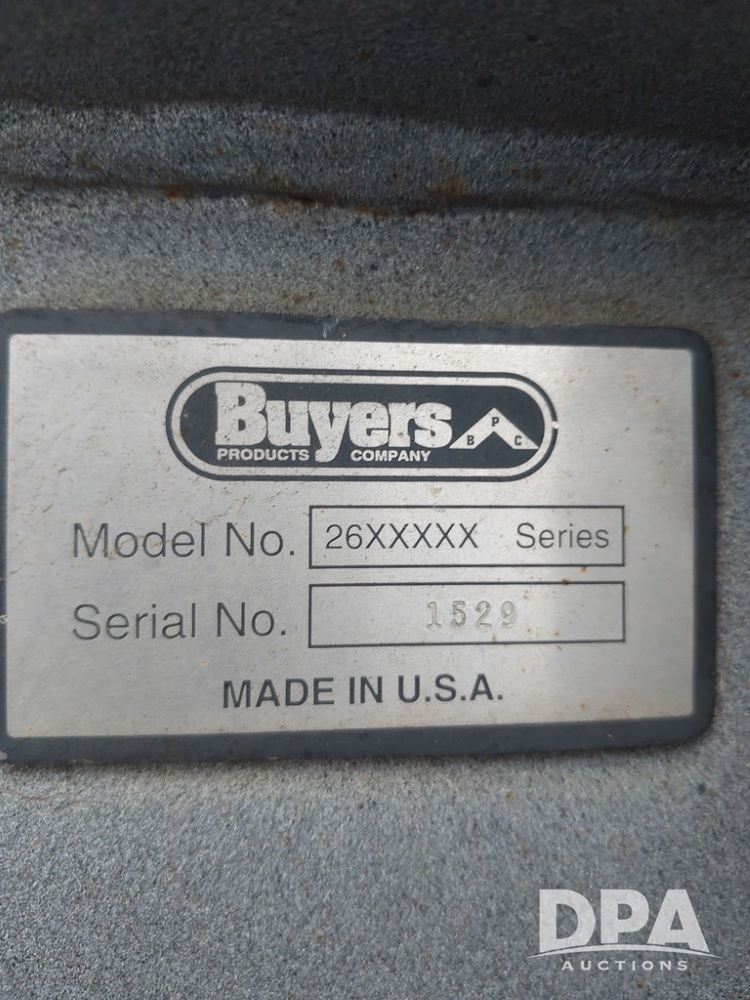 Buyers
PRODUCTS COMPANY
B P C
Model No. 26XXXXX Series
Serial No. 1529
MADE IN U.S.A.
DPA
AUCTIONS